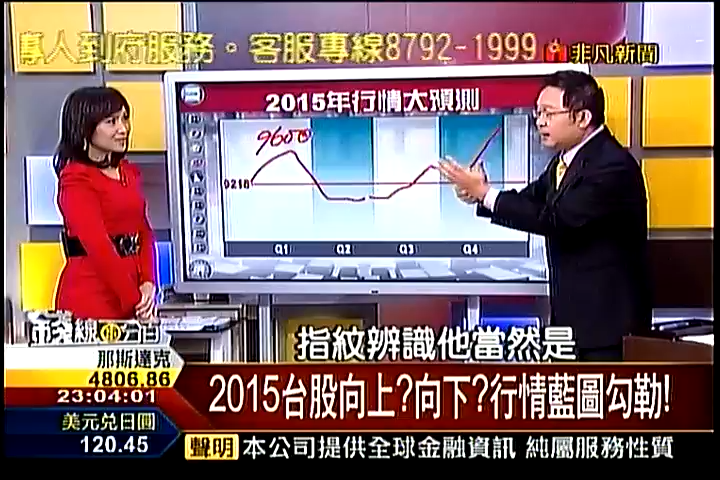 專人到府服務。客服專線8792-1999
非凡新聞
2015年行情大預測
9600
9218
Q1 Q2 Q3 Q4
指紋辨識他當然是
那斯達克
4806.86
23:04:01
2015台股向上?向下?行情藍圖勾勒!
美元兌日圓
120.45
聲明 本公司提供全球金融資訊 純屬服務性質